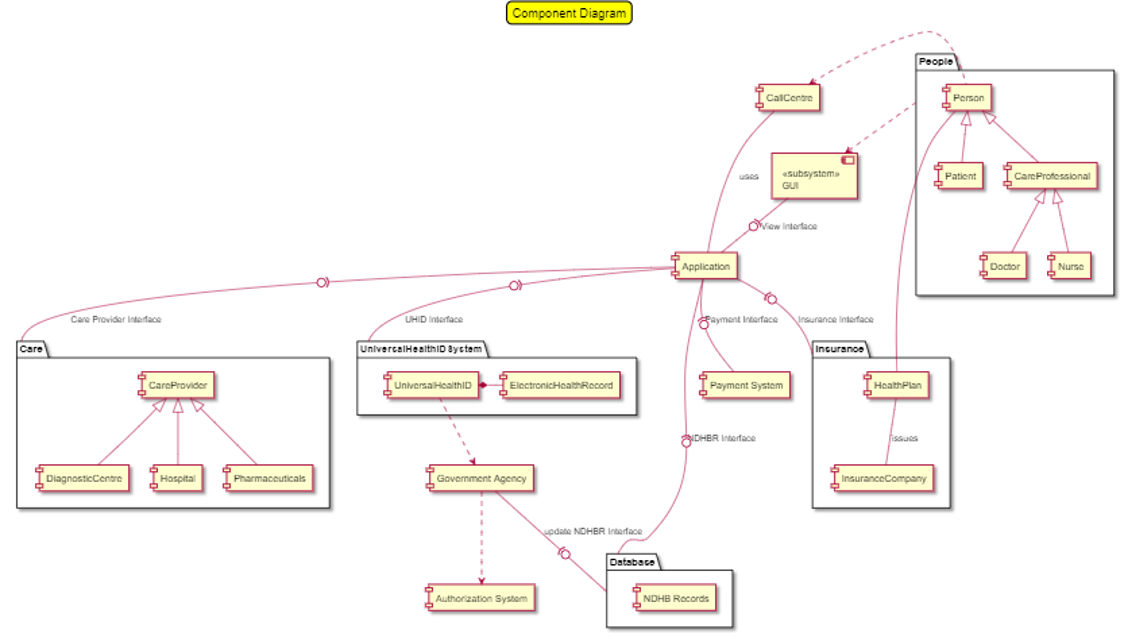 Component Diagram
People
CallCentre
Person
«subsystem»
GUI
uses
Patient
CareProfessional
View Interface
Application
Doctor
Nurse
Care Provider Interface
UHID Interface
Payment Interface
Insurance Interface
Care
UniversalHealthIDSystem
Insurance
CareProvider
UniversalHealthID
ElectronicHealthRecord
Payment System
HealthPlan
NDHBR Interface
issues
DiagnosticCentre
Hospital
Pharmaceuticals
Government Agency
InsuranceCompany
update NDHBR Interface
Database
Authorization System
NDHB Records